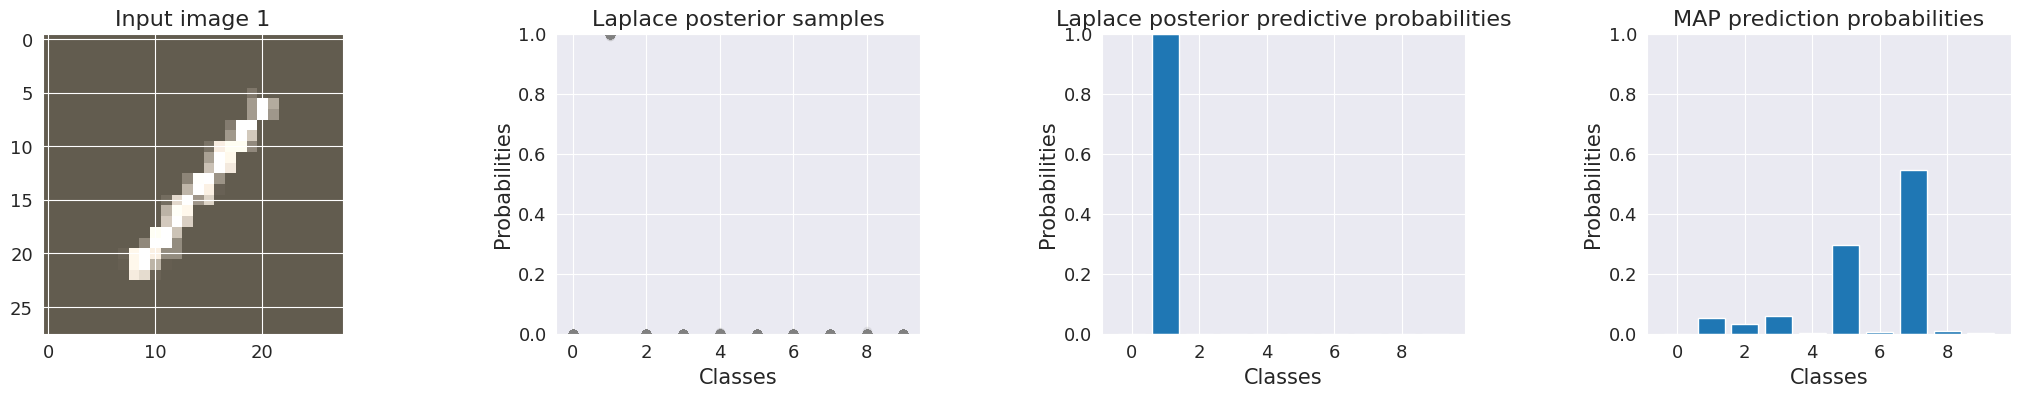 Input image 1
0
5
10
15
20
25
0 10 20
Laplace posterior samples
Probabilities
1.0
0.8
0.6
0.4
0.2
0.0
0 2 4 6 8
Classes
Laplace posterior predictive probabilities
Probabilities
1.0
0.8
0.6
0.4
0.2
0.0
0 2 4 6 8
Classes
MAP prediction probabilities
Probabilities
1.0
0.8
0.6
0.4
0.2
0.0
0 2 4 6 8
Classes